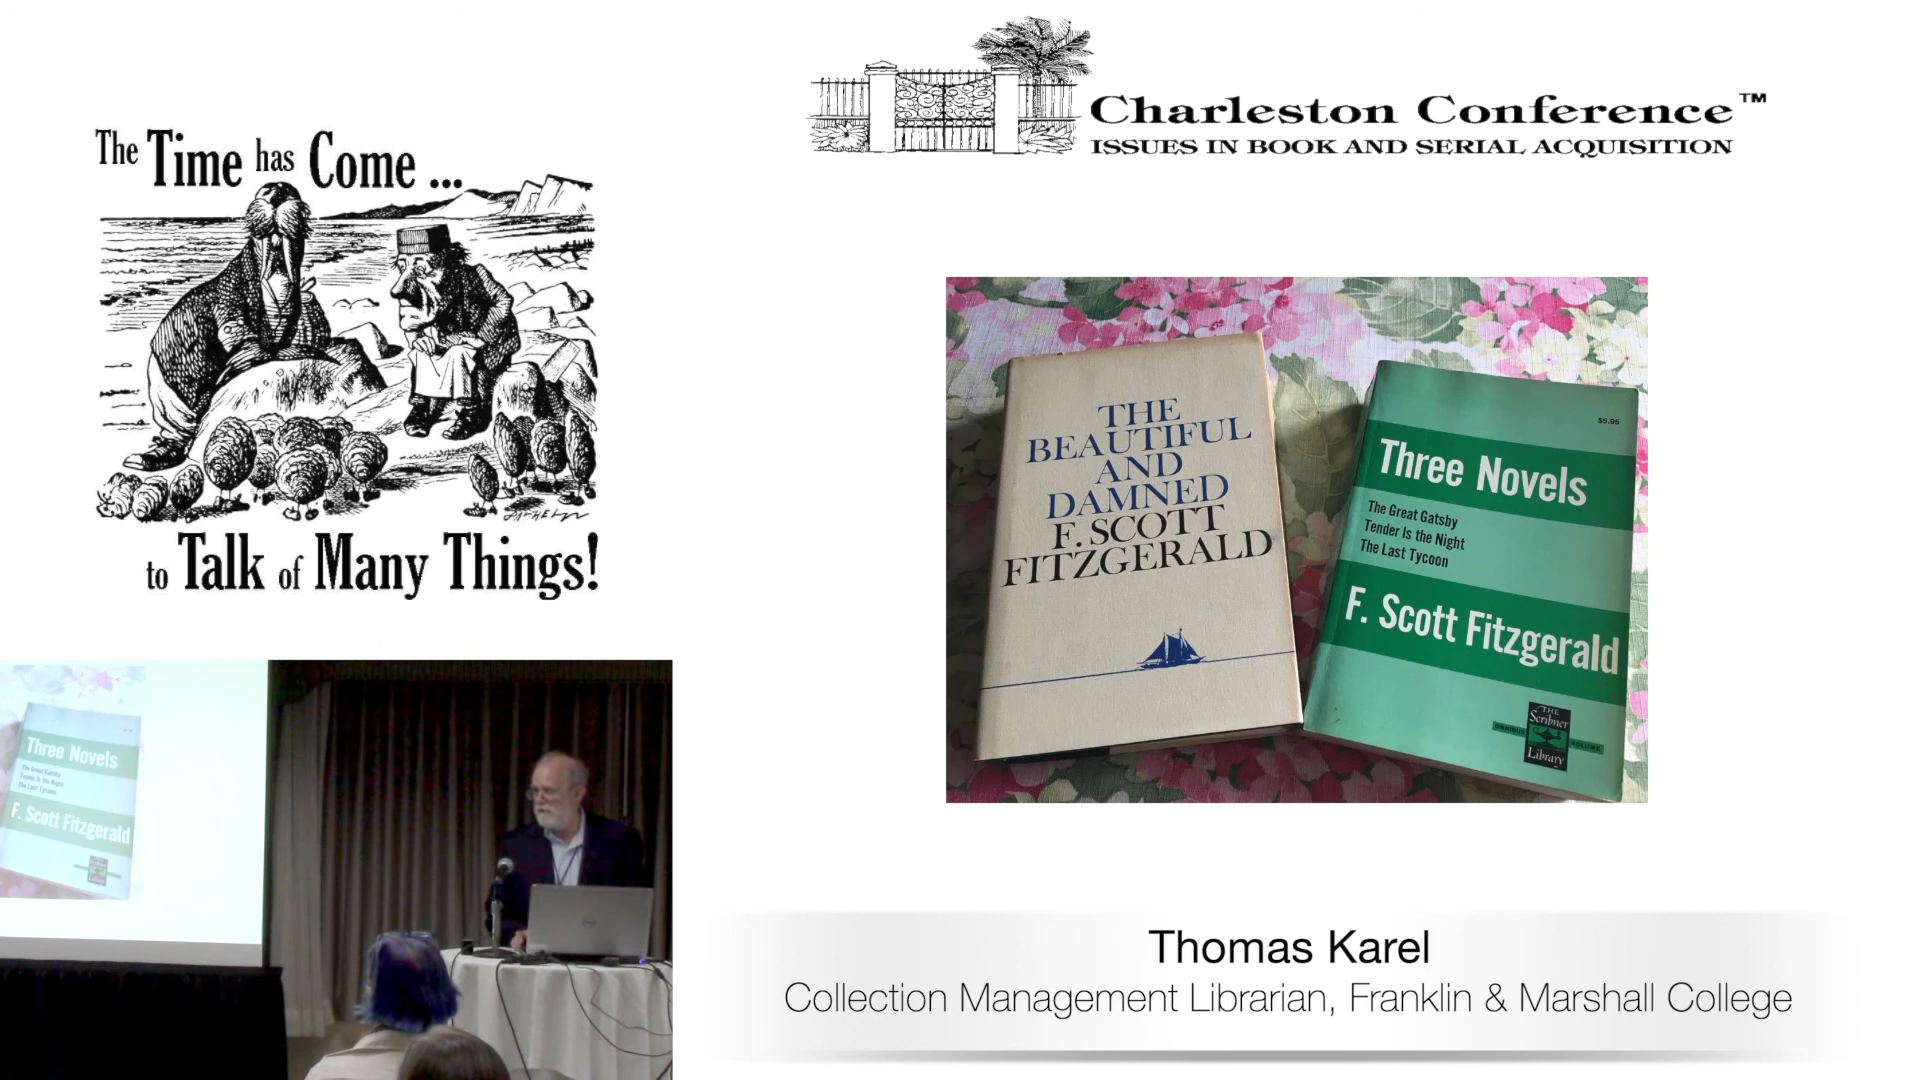 The Time has Come ...
to Talk of Many Things!
Charleston Conference™
ISSUES IN BOOK AND SERIAL ACQUISITION
THE
BEAUTIFUL
AND
DAMNED
F. SCOTT
FITZGERALD
$5.95
Three Novels
The Great Gatsby
Tender Is the Night
The Last Tycoon
F. Scott Fitzgerald
OMNIBUS THE Scribner Library VOLUME
Three Novels
The Great Gatsby
Tender Is the Night
The Last Tycoon
F. Scott Fitzgerald
DELL
Thomas Karel
Collection Management Librarian, Franklin & Marshall College